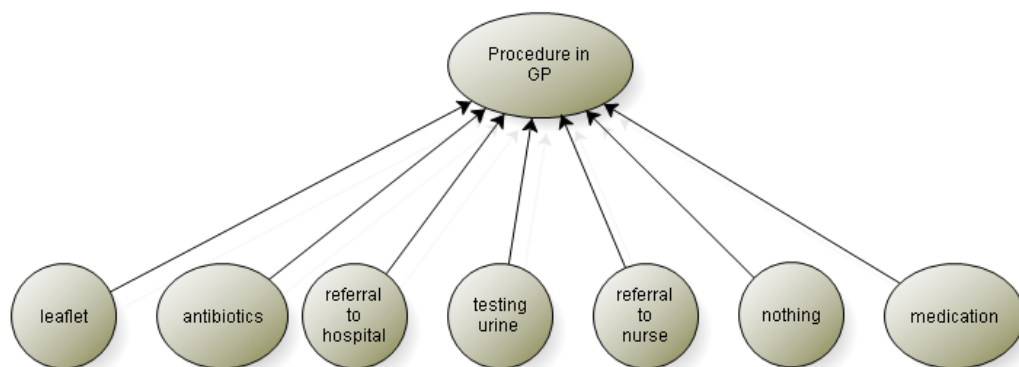 Procedure in
GP
leaflet
antibiotics
referral
to
hospital
testing
urine
referral
to
nurse
nothing
medication